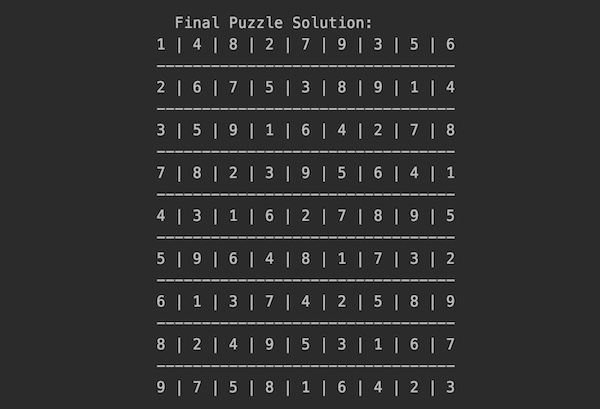 Final Puzzle Solution:
1 | 4 | 8 | 2 | 7 | 9 | 3 | 5 | 6
---------------------------------
2 | 6 | 7 | 5 | 3 | 8 | 9 | 1 | 4
---------------------------------
3 | 5 | 9 | 1 | 6 | 4 | 2 | 7 | 8
---------------------------------
7 | 8 | 2 | 3 | 9 | 5 | 6 | 4 | 1
---------------------------------
4 | 3 | 1 | 6 | 2 | 7 | 8 | 9 | 5
---------------------------------
5 | 9 | 6 | 4 | 8 | 1 | 7 | 3 | 2
---------------------------------
6 | 1 | 3 | 7 | 4 | 2 | 5 | 8 | 9
---------------------------------
8 | 2 | 4 | 9 | 5 | 3 | 1 | 6 | 7
---------------------------------
9 | 7 | 5 | 8 | 1 | 6 | 4 | 2 | 3